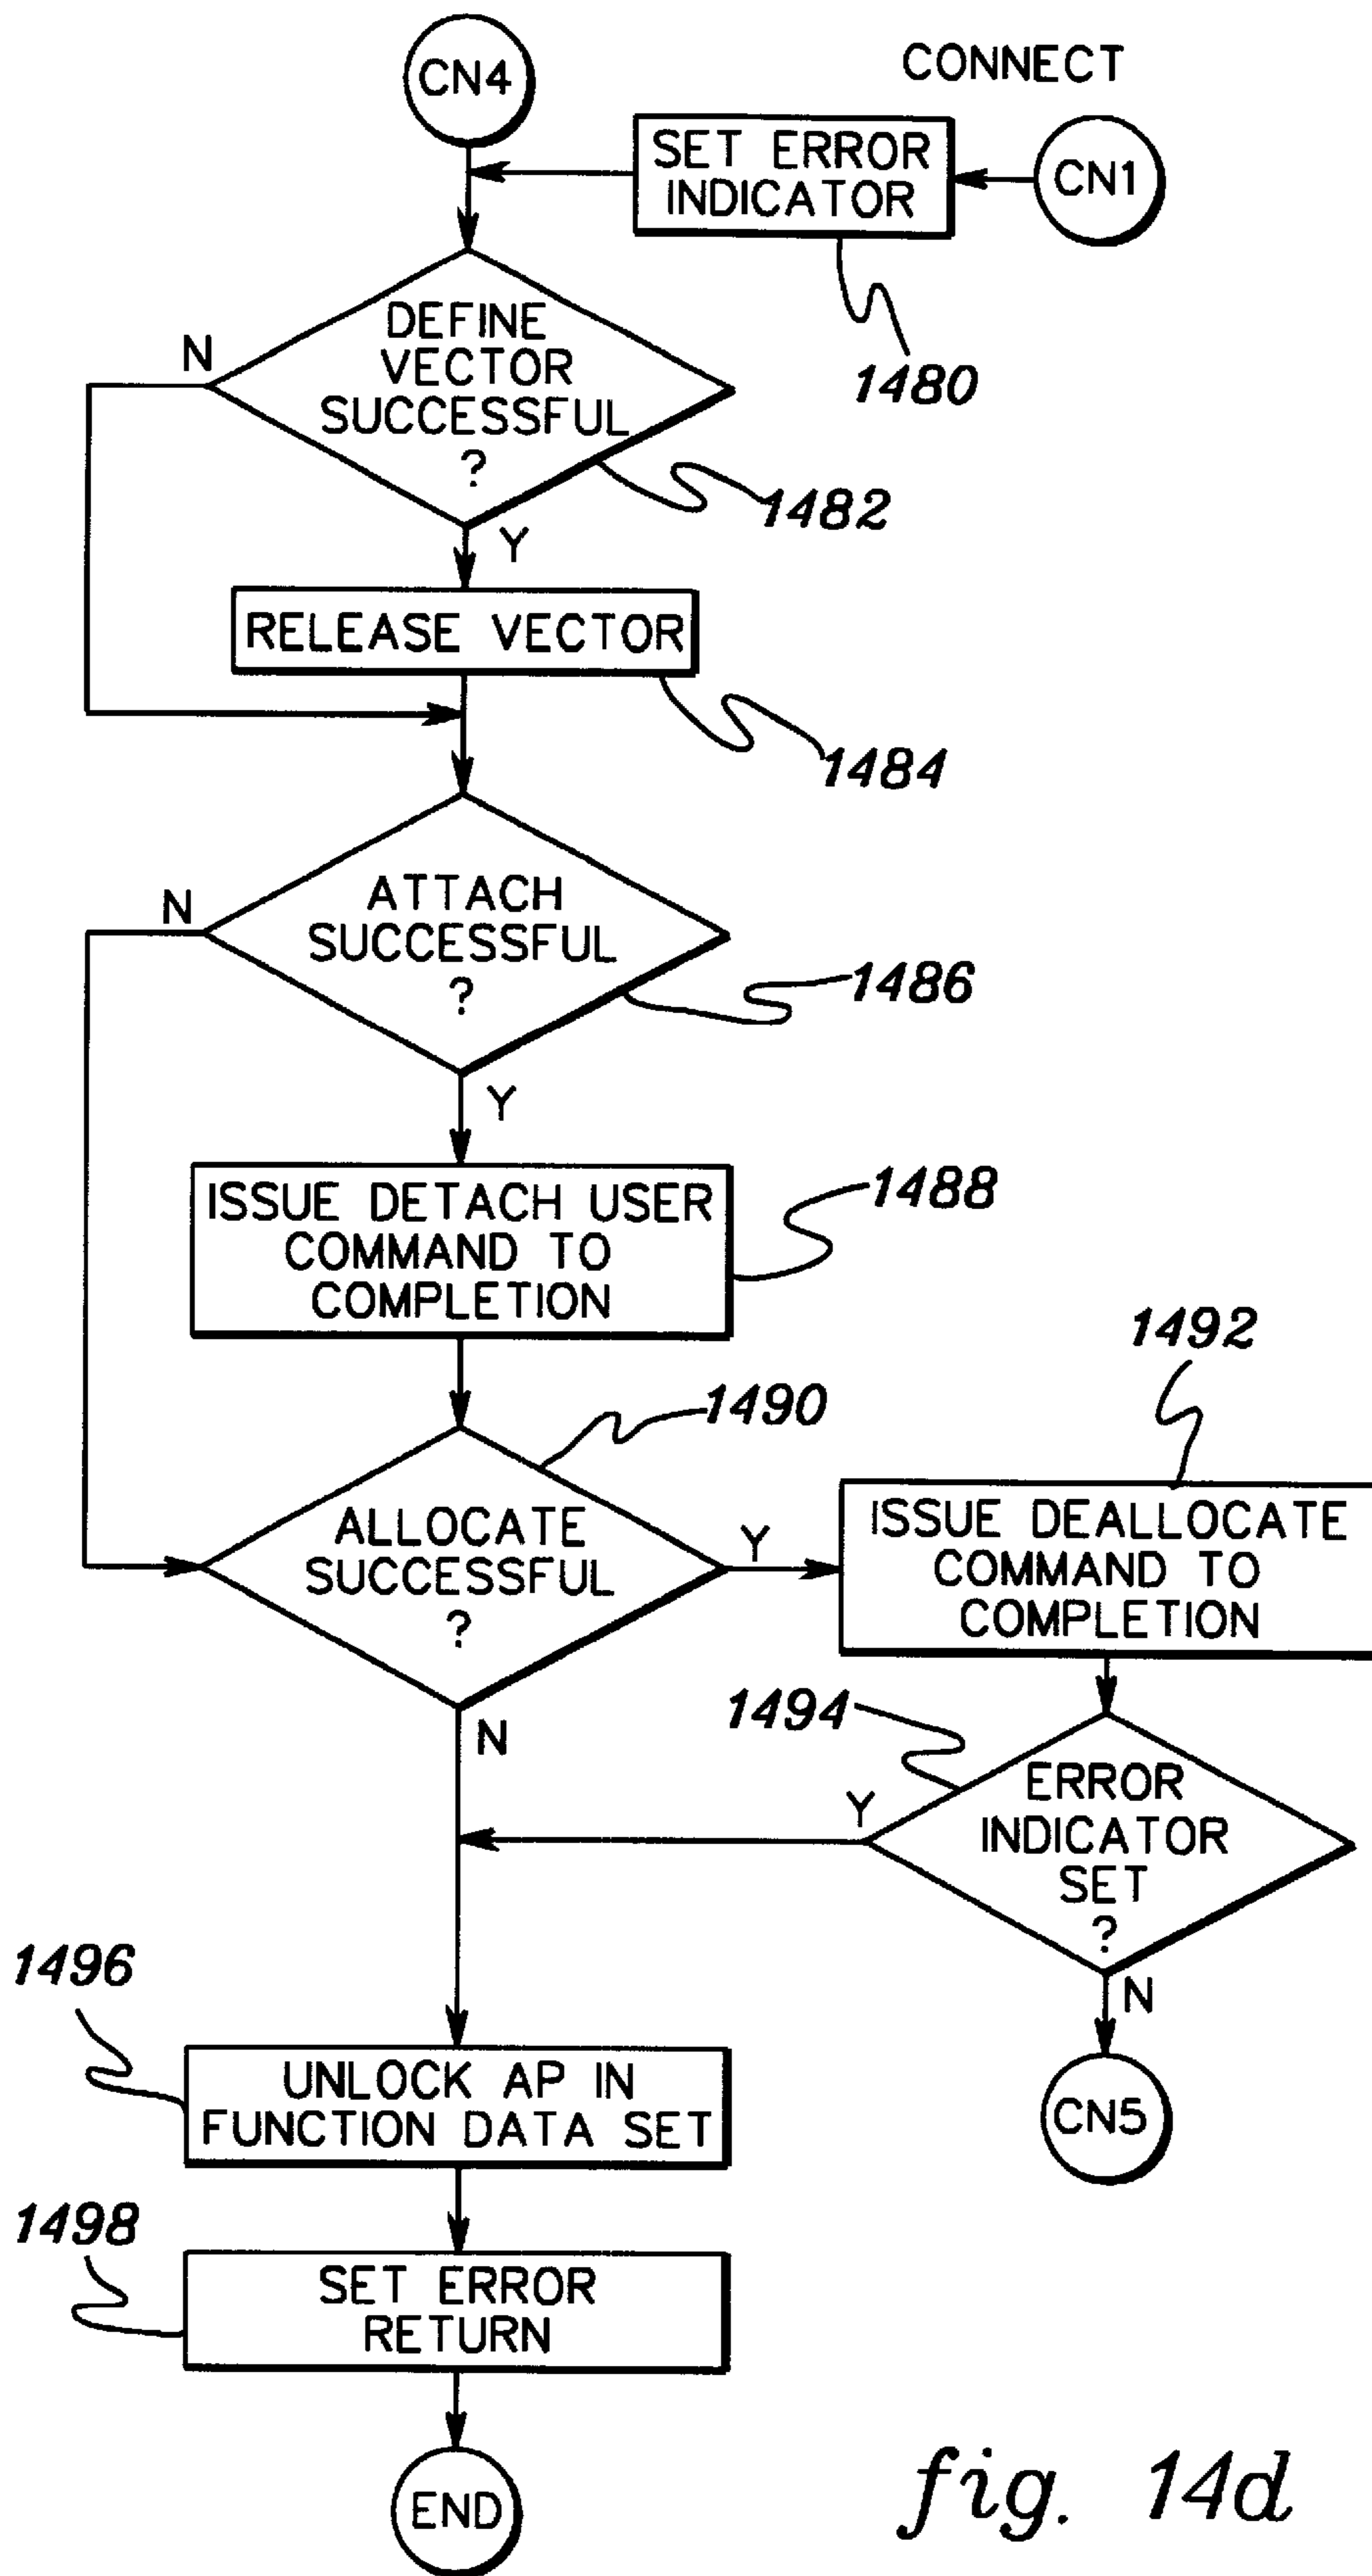 CN4
CONNECT
SET ERROR
INDICATOR
CN1
1480
DEFINE
VECTOR
SUCCESSFUL
?
N
1482
Y
RELEASE VECTOR
1484
ATTACH
SUCCESSFUL
?
N
1486
Y
ISSUE DETACH USER
COMMAND TO
COMPLETION
1488
1490
1492
ALLOCATE
SUCCESSFUL
?
Y
ISSUE DEALLOCATE
COMMAND TO
COMPLETION
N
1494
ERROR
INDICATOR
SET
?
Y
N
CN5
1496
UNLOCK AP IN
FUNCTION DATA SET
1498
SET ERROR
RETURN
END
fig. 14d